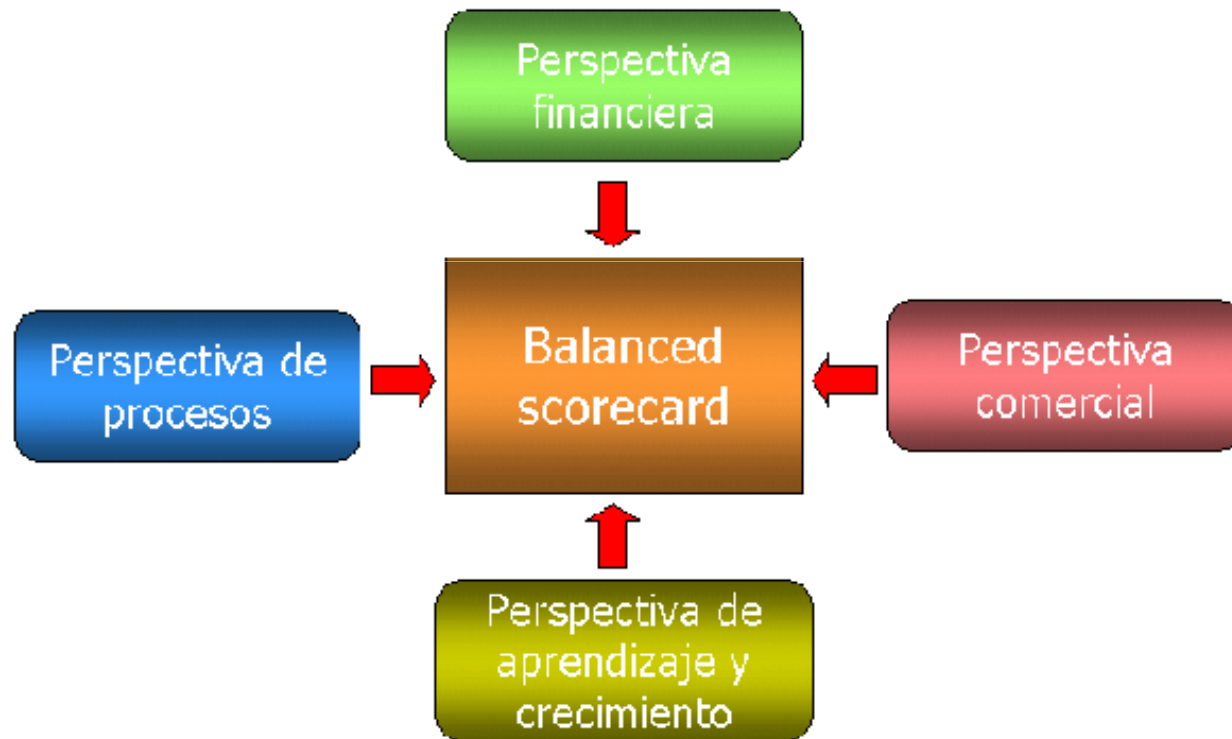 Perspectiva
financiera
Perspectiva de
procesos
Balanced
scorecard
Perspectiva
comercial
Perspectiva de
aprendizaje y
crecimiento